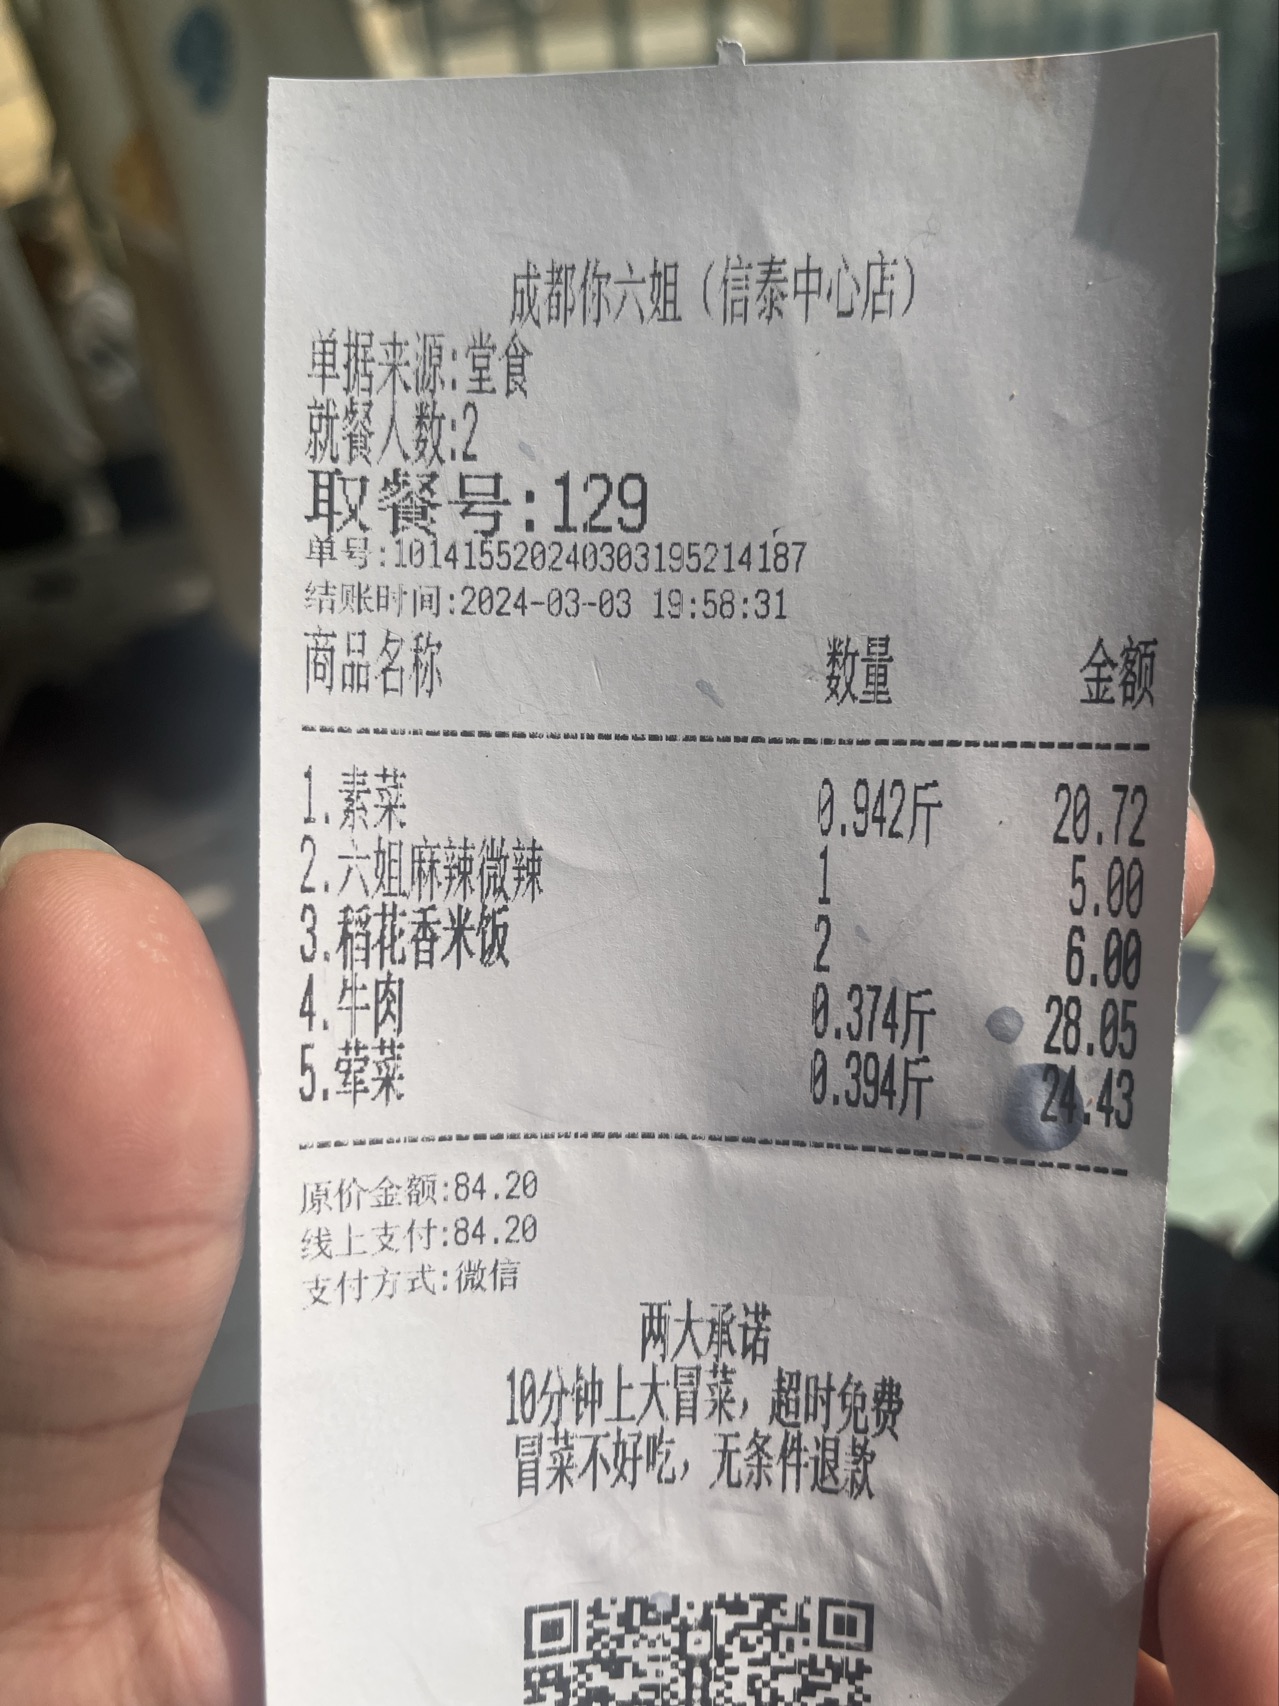 成都你六姐（信泰中心店）
单据来源:堂食
就餐人数:2
取餐号:129
单号:101415520240303195214187
结账时间:2024-03-03 19:58:31
商品名称 数量 金额
1.素菜 0.942斤 20.72
2.六姐麻辣微辣 1 5.00
3.稻花香米饭 2 6.00
4.牛肉 0.374斤 28.05
5.荤菜 0.394斤 24.43
原价金额:84.20
线上支付:84.20
支付方式:微信
两大承诺
10分钟上大冒菜，超时免费
冒菜不好吃，无条件退款